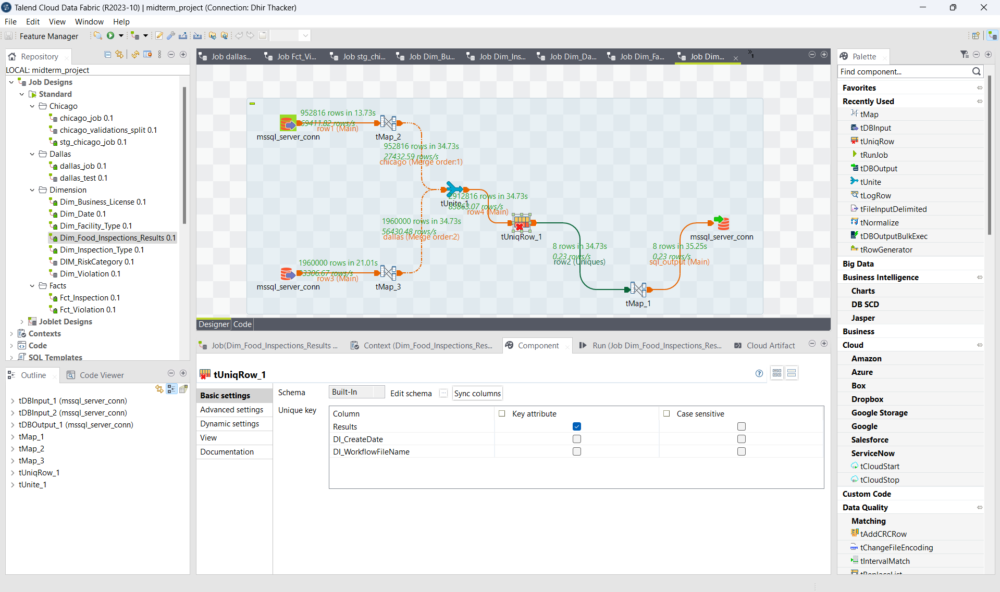 Talend Cloud Data Fabric (R2023-10) | midterm_project (Connection: Dhir Thacker)
File Edit View Window Help
Feature Manager
Repository
LOCAL: midterm_project
Job Designs
Standard
Chicago
chicago_job 0.1
chicago_validations_split 0.1
stg_chicago_job 0.1
Dallas
dallas_job 0.1
dallas_test 0.1
Dimension
Dim_Business_License 0.1
Dim_Date 0.1
Dim_Facility_Type 0.1
Dim_Food_Inspections_Results 0.1
Dim_Inspection_Type 0.1
DIM_RiskCategory 0.1
Dim_Violation 0.1
Facts
Fct_Inspection 0.1
Fct_Violation 0.1
Joblet Designs
Contexts
Code
SQL Templates
Outline
Code Viewer
tDBInput_1 (mssql_server_conn)
tDBInput_2 (mssql_server_conn)
tDBOutput_1 (mssql_server_conn)
tMap_1
tMap_2
tMap_3
tUniqRow_1
tUnite_1
Job dallas... Job Fct_Vi... Job stg_chi... Job Dim_Bu... Job Dim_Ins... Job Dim_Da... Job Dim_Fa... Job Dim... »1
952816 rows in 13.73s
69411.82 rows/s
row1 (Main)
mssql_server_conn
tMap_2
952816 rows in 34.73s
27432.59 rows/s
chicago (Merge order:1)
tUnite_1
2912816 rows in 34.73s
83863.07 rows/s
row4 (Main)
1960000 rows in 34.73s
56430.48 rows/s
dallas (Merge order:2)
tUniqRow_1
mssql_server_conn
8 rows in 34.73s
0.23 rows/s
row2 (Uniques)
8 rows in 35.25s
0.23 rows/s
sql_output (Main)
1960000 rows in 21.01s
93306.67 rows/s
row3 (Main)
mssql_server_conn
tMap_3
tMap_1
Designer Code
Job(Dim_Food_Inspections_Results ... Context (Dim_Food_Inspections_Res... Component Run (Job Dim_Food_Inspections_Res... Cloud Artifact
tUniqRow_1
Basic settings
Advanced settings
Dynamic settings
View
Documentation
Schema Built-In Edit schema ... Sync columns
Unique key
Column Key attribute Case sensitive
Results
DI_CreateDate
DI_WorkflowFileName
Palette
Find component...
Favorites
Recently Used
tMap
tDBInput
tUniqRow
tRunJob
tDBOutput
tUnite
tLogRow
tFileInputDelimited
tNormalize
tDBOutputBulkExec
tRowGenerator
Big Data
Business Intelligence
Charts
DB SCD
Jasper
Business
Cloud
Amazon
Azure
Box
Dropbox
Google Storage
Google
Salesforce
ServiceNow
tCloudStart
tCloudStop
Custom Code
Data Quality
Matching
tAddCRCRow
tChangeFileEncoding
tIntervalMatch
tReplaceList